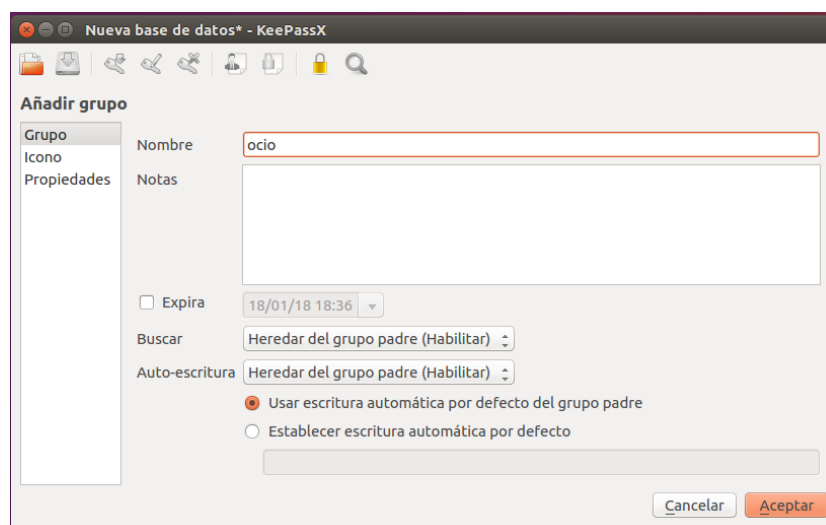 Nueva base de datos* - KeePassX
Añadir grupo
Grupo
Icono
Propiedades
Nombre ocio
Notas
Expira 18/01/18 18:36
Buscar Heredar del grupo padre (Habilitar)
Auto-escritura Heredar del grupo padre (Habilitar)
Usar escritura automática por defecto del grupo padre
Establecer escritura automática por defecto
Cancelar Aceptar